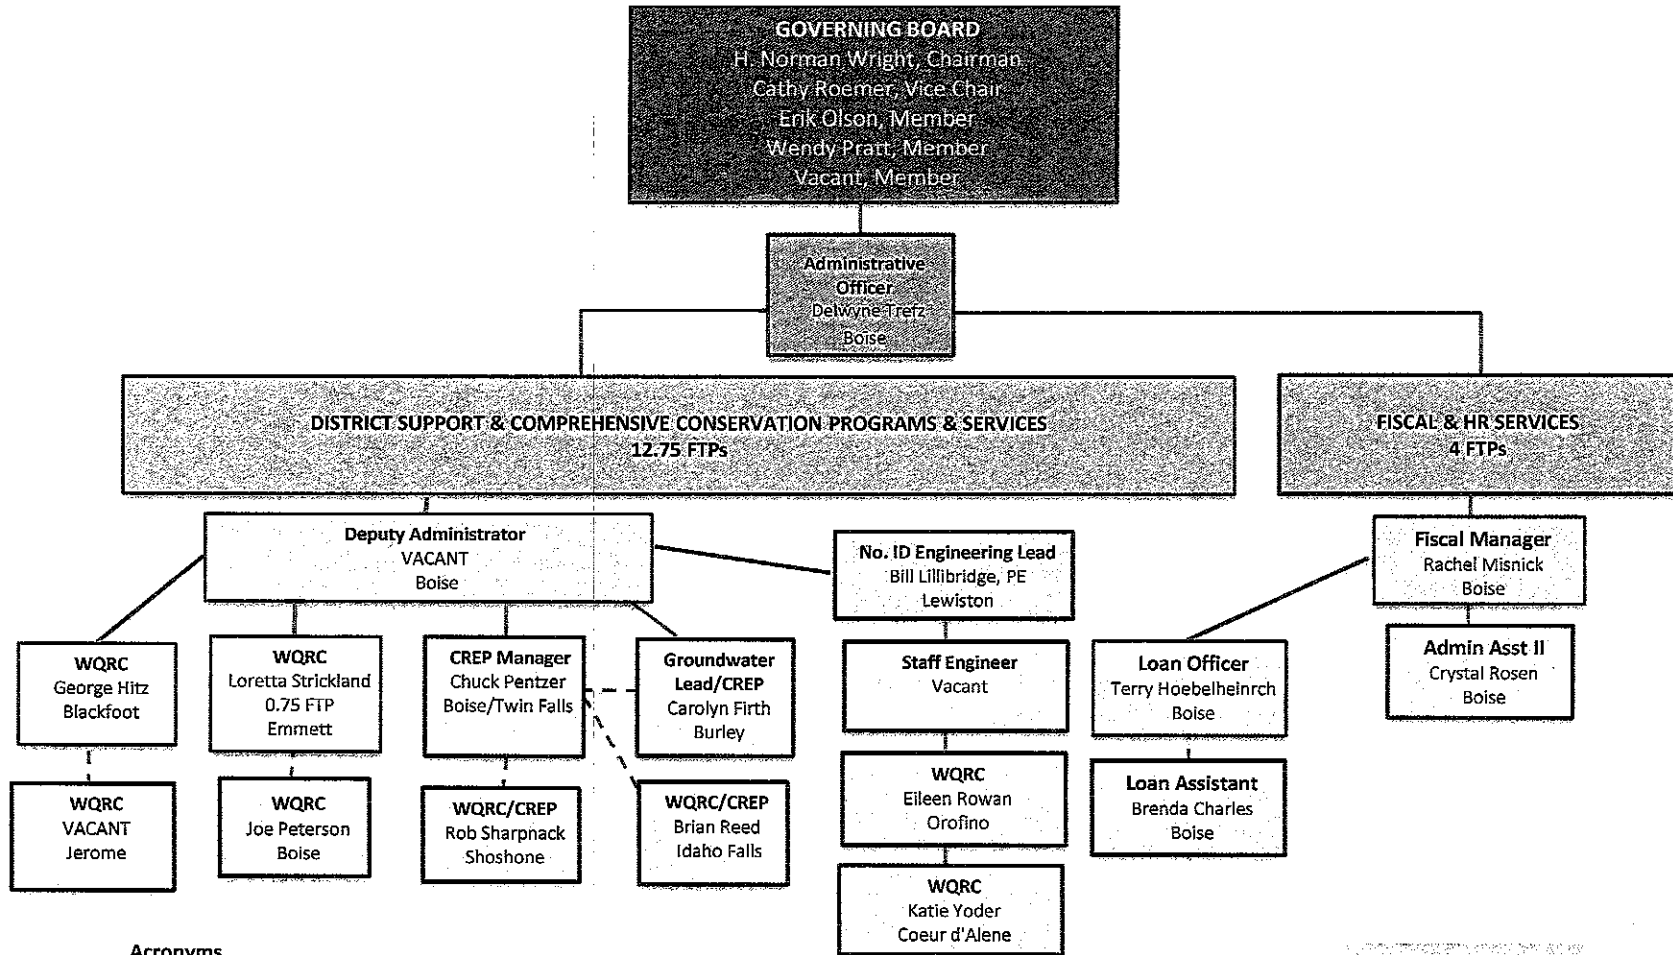 GOVERNING BOARD
H. Norman Wright, Chairman
Cathy Roemer, Vice Chair
Erik Olson, Member
Wendy Pratt, Member
Vacant, Member
Administrative
Officer
Delwyne Trefz
Boise
DISTRICT SUPPORT & COMPREHENSIVE CONSERVATION PROGRAMS & SERVICES
12.75 FTPs
FISCAL & HR SERVICES
4 FTPs
Deputy Administrator
VACANT
Boise
No. ID Engineering Lead
Bill Lillibridge, PE
Lewiston
Fiscal Manager
Rachel Misnick
Boise
WQRC
George Hitz
Blackfoot
WQRC
Loretta Strickland
0.75 FTP
Emmett
CREP Manager
Chuck Pentzer
Boise/Twin Falls
Groundwater
Lead/CREP
Carolyn Firth
Burley
Staff Engineer
Vacant
Loan Officer
Terry Hoebelheinrch
Boise
Admin Asst II
Crystal Rosen
Boise
WQRC
VACANT
Jerome
WQRC
Joe Peterson
Boise
WQRC/CREP
Rob Sharpnack
Shoshone
WQRC/CREP
Brian Reed
Idaho Falls
WQRC
Eileen Rowan
Orofino
Loan Assistant
Brenda Charles
Boise
WQRC
Katie Yoder
Coeur d'Alene
Acronyms